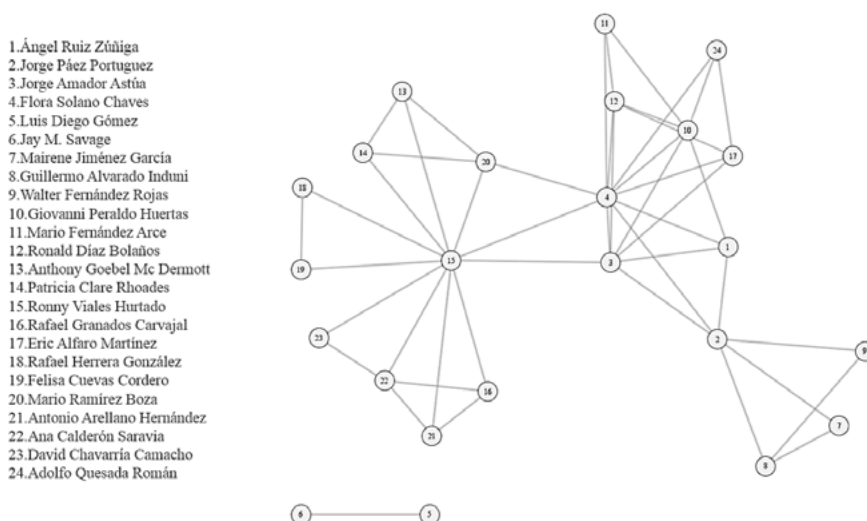 1.Ángel Ruiz Zúñiga
2.Jorge Páez Portuguez
3.Jorge Amador Astúa
4.Flora Solano Chaves
5.Luis Diego Gómez
6.Jay M. Savage
7.Mairene Jiménez García
8.Guillermo Alvarado Induni
9.Walter Fernández Rojas
10.Giovanni Peraldo Huertas
11.Mario Fernández Arce
12.Ronald Díaz Bolaños
13.Anthony Goebel Mc Dermott
14.Patricia Clare Rhoades
15.Ronny Viales Hurtado
16.Rafael Granados Carvajal
17.Eric Alfaro Martínez
18.Rafael Herrera González
19.Felisa Cuevas Cordero
20.Mario Ramírez Boza
21.Antonio Arellano Hernández
22.Ana Calderón Saravia
23.David Chavarría Camacho
24.Adolfo Quesada Román
11
24
13
12
10
14
20
17
18
4
1
15
3
19
23
2
9
22
16
7
21
8
6
5